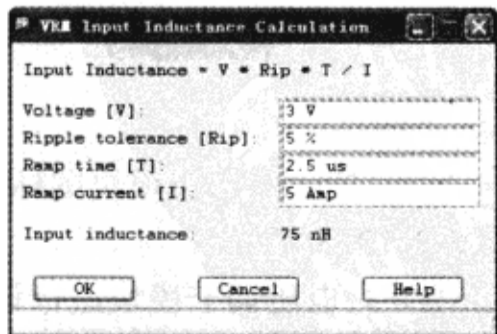 VRM Input Inductance Calculation
Input Inductance = V * Rip * T / I
Voltage [V]: 3 V
Ripple tolerance [Rip]: 5 %
Ramp time [T]: 2.5 us
Ramp current [I]: 5 Amp
Input inductance: 75 nH
OK Cancel Help